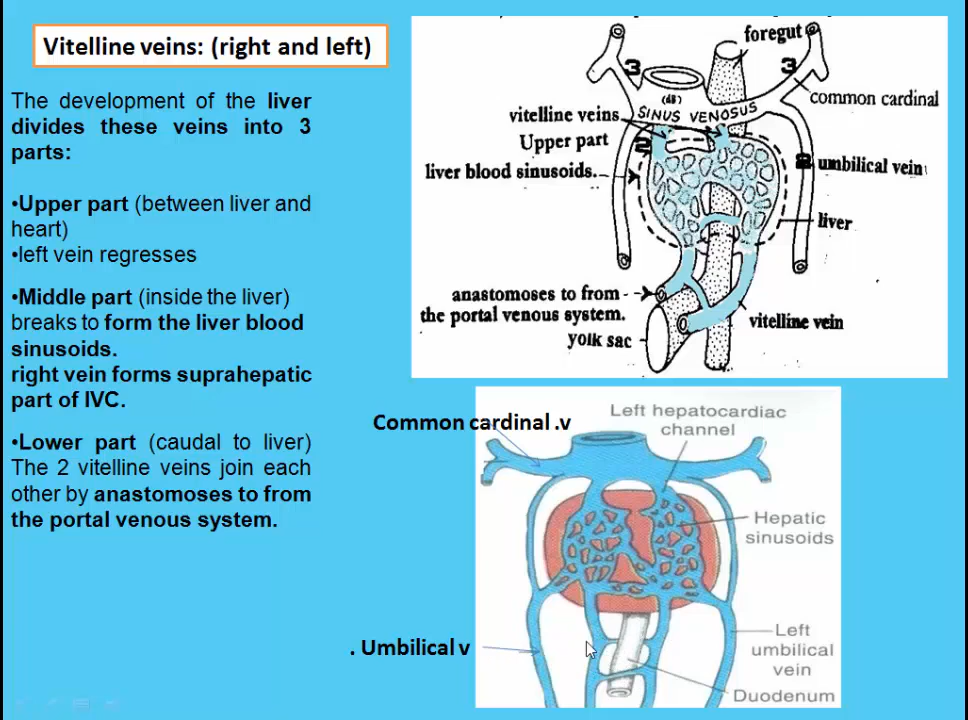 Vitelline veins: (right and left)
The development of the liver
divides these veins into 3
parts:
•Upper part (between liver and
heart)
•left vein regresses
•Middle part (inside the liver)
breaks to form the liver blood
sinusoids.
right vein forms suprahepatic
part of IVC.
•Lower part (caudal to liver)
The 2 vitelline veins join each
other by anastomoses to from
the portal venous system.
foregut
3
3
common cardinal
SINUS VENOSUS
vitelline veins
Upper part
2
liver blood sinusoids.
2
umbilical vein
liver
anastomoses to from
the portal venous system.
vitelline vein
yolk sac
Common cardinal .v
Left hepatocardiac
channel
Hepatic
sinusoids
. Umbilical v
Left
umbilical
vein
Duodenum